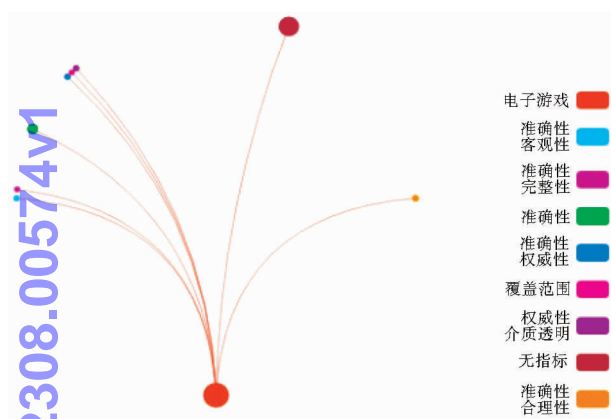 2308.00574v1
电子游戏
准确性
客观性
准确性
完整性
准确性
准确性
权威性
覆盖范围
权威性
介质透明
无指标
准确性
合理性